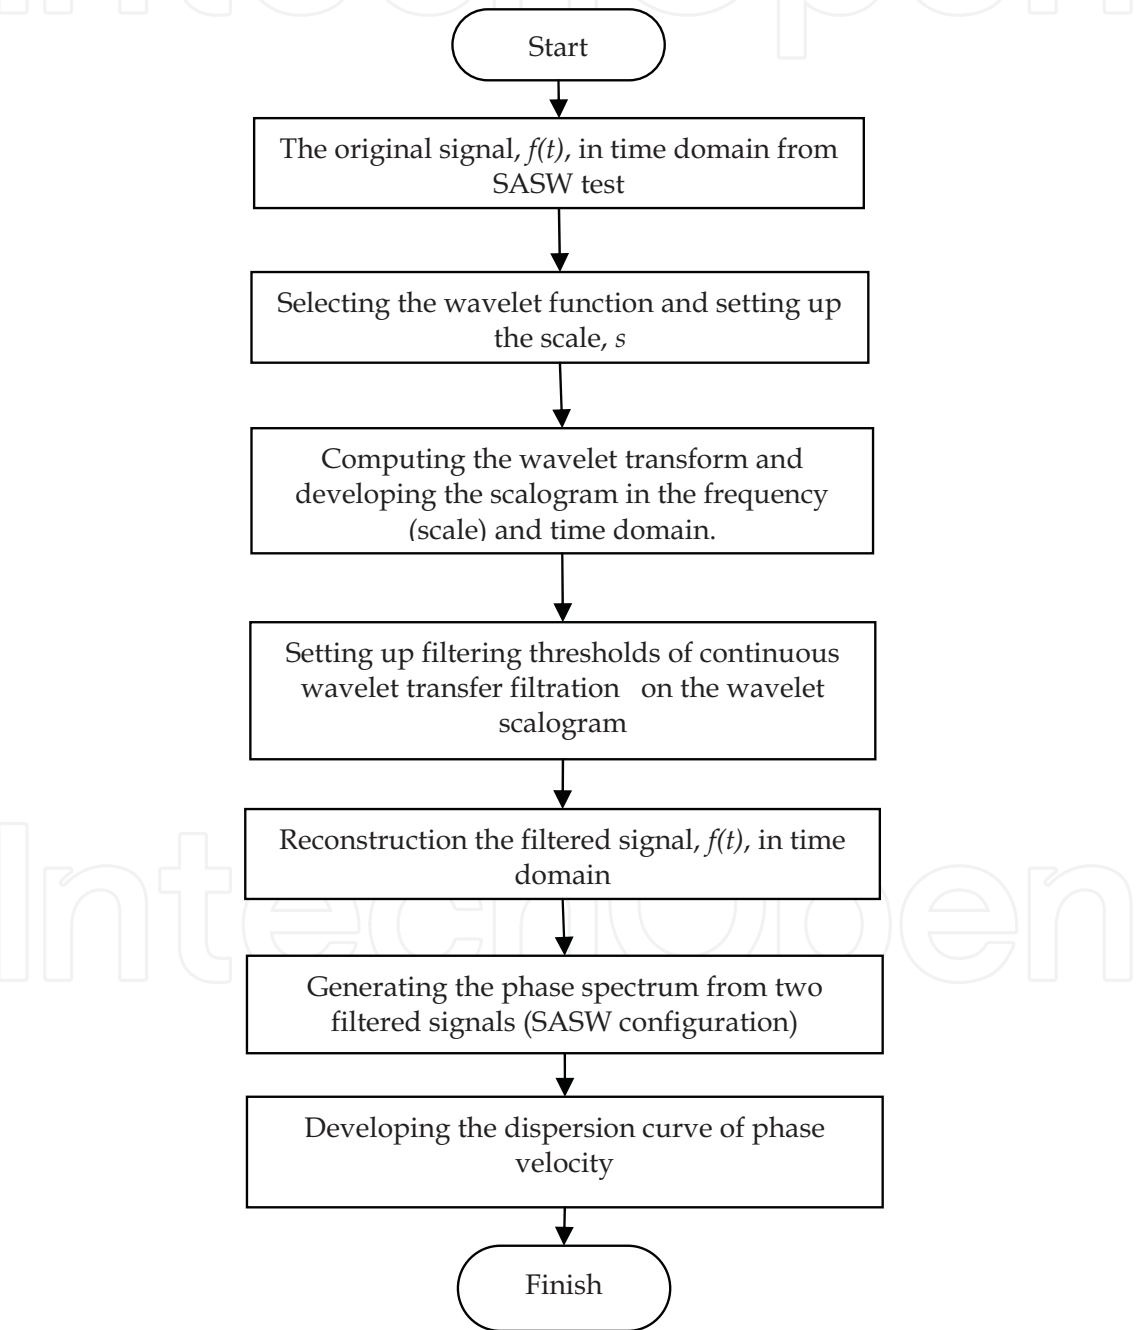 IntechOpen
Start
The original signal, f(t), in time domain from
SASW test
Selecting the wavelet function and setting up
the scale, s
Computing the wavelet transform and
developing the scalogram in the frequency
(scale) and time domain.
Setting up filtering thresholds of continuous
wavelet transfer filtration on the wavelet
scalogram
Reconstruction the filtered signal, f(t), in time
domain
IntechOpen
Generating the phase spectrum from two
filtered signals (SASW configuration)
Developing the dispersion curve of phase
velocity
Finish